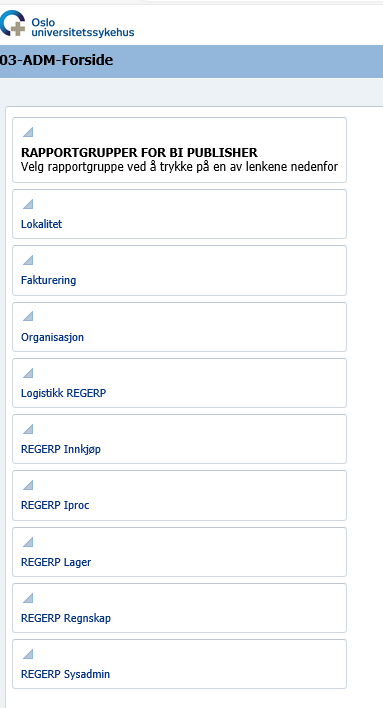 Oslo
universitetssykehus
03-ADM-Forside
RAPPORTGRUPPER FOR BI PUBLISHER
Velg rapportgruppe ved å trykke på en av lenkene nedenfor
Lokalitet
Fakturering
Organisasjon
Logistikk REGERP
REGERP Innkjøp
REGERP Iproc
REGERP Lager
REGERP Regnskap
REGERP Sysadmin